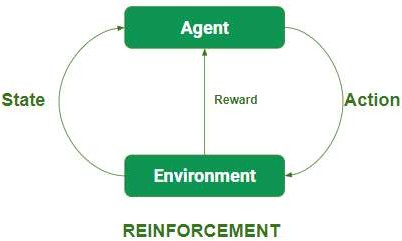 Agent
State
Reward
Action
Environment
REINFORCEMENT